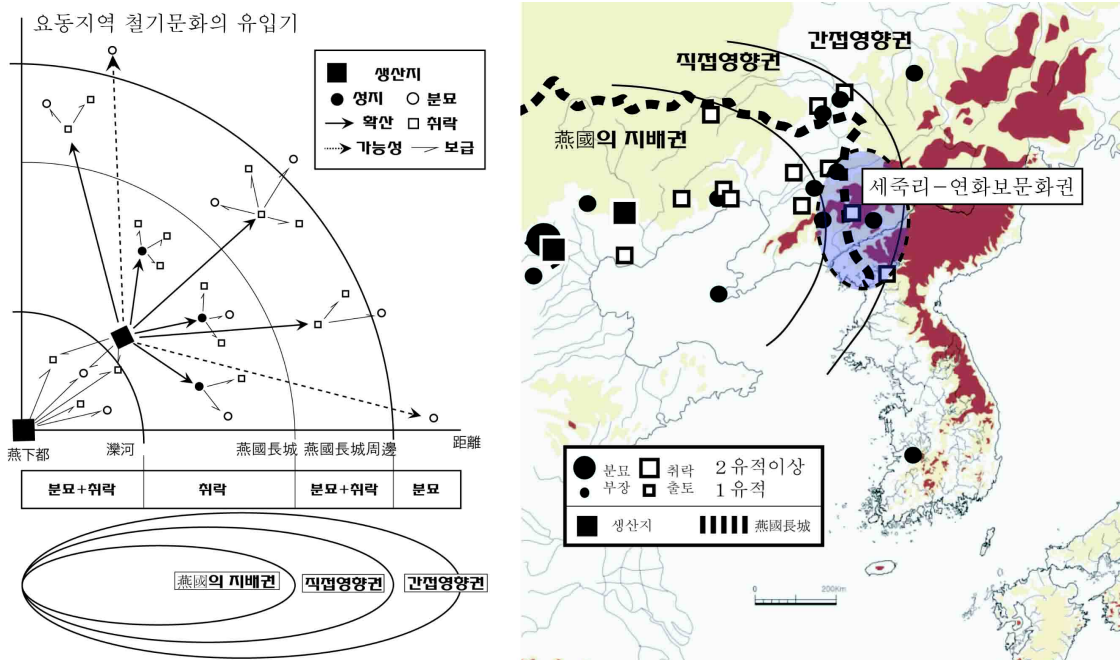 요동지역 철기문화의 유입기
생산지
성지 분묘
확산 취락
가능성 보급
燕下都 灤河 燕國長城 燕國長城周邊 距離
분묘+취락 취락 분묘+취락 분묘
燕國의 지배권 직접영향권 간접영향권
간접영향권
직접영향권
燕國의 지배권
세죽리-연화보문화권
분묘 취락 2유적이상
부장 출토 1유적
생산지 燕國長城
0 200Km